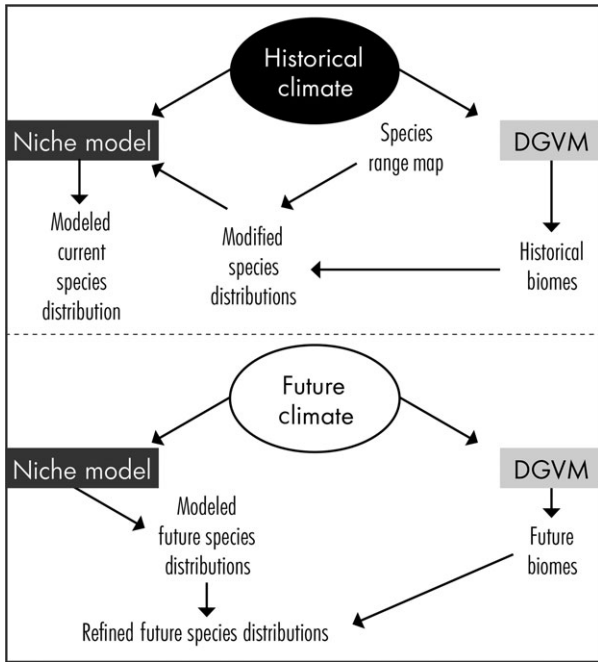 Historical
climate
Niche model
Species
range map
DGVM
Modeled
current
species
distribution
Modified
species
distributions
Historical
biomes
Future
climate
Niche model
DGVM
Modeled
future species
distributions
Future
biomes
Refined future species distributions